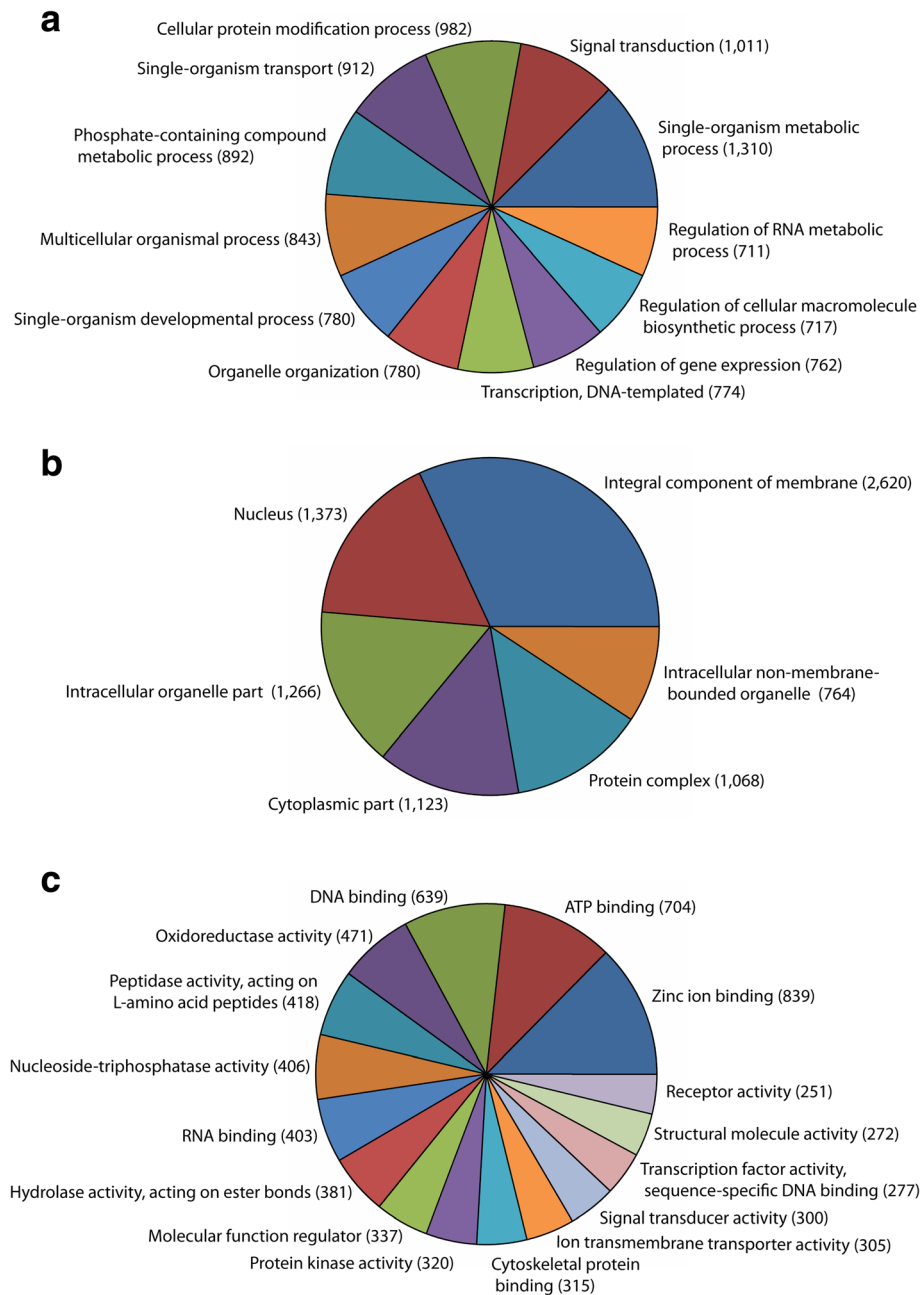 a
Cellular protein modification process (982)
Signal transduction (1,011)
Single-organism transport (912)
Single-organism metabolic
process (1,310)
Phosphate-containing compound
metabolic process (892)
Multicellular organismal process (843)
Regulation of RNA metabolic
process (711)
Single-organism developmental process (780)
Regulation of cellular macromolecule
biosynthetic process (717)
Organelle organization (780)
Regulation of gene expression (762)
Transcription, DNA-templated (774)
b
Integral component of membrane (2,620)
Nucleus (1,373)
Intracellular organelle part (1,266)
Intracellular non-membrane-
bounded organelle (764)
Protein complex (1,068)
Cytoplasmic part (1,123)
c
DNA binding (639)
ATP binding (704)
Oxidoreductase activity (471)
Peptidase activity, acting on
L-amino acid peptides (418)
Zinc ion binding (839)
Nucleoside-triphosphatase activity (406)
Receptor activity (251)
RNA binding (403)
Structural molecule activity (272)
Transcription factor activity,
sequence-specific DNA binding (277)
Hydrolase activity, acting on ester bonds (381)
Signal transducer activity (300)
Molecular function regulator (337)
Ion transmembrane transporter activity (305)
Protein kinase activity (320)
Cytoskeletal protein
binding (315)